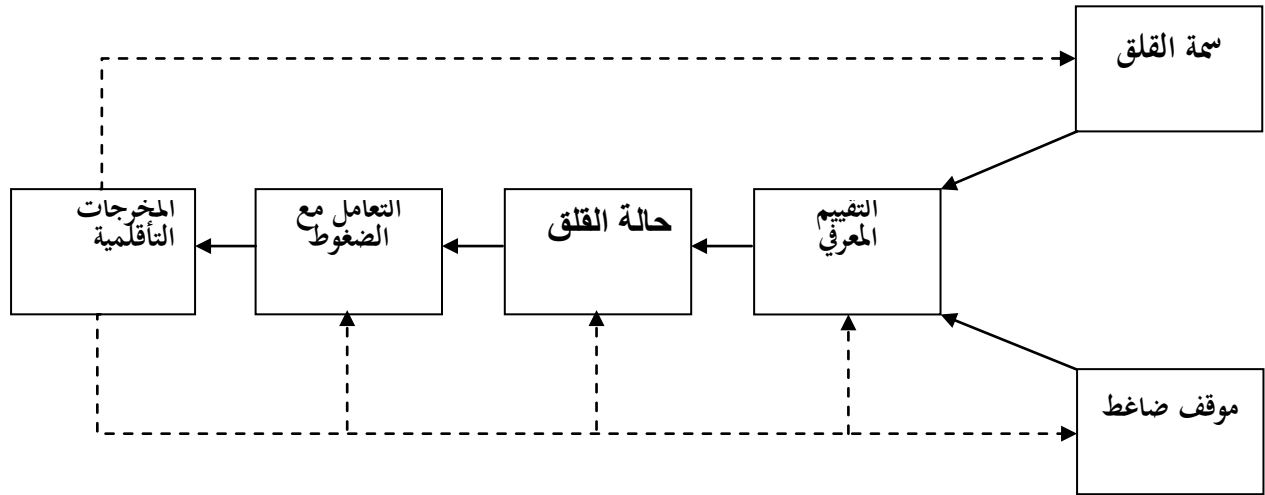 سمة القلق
التقييم
المعرفي
حالة القلق
التعامل مع
الضغوط
المخرجات
التأقلمية
موقف ضاغط